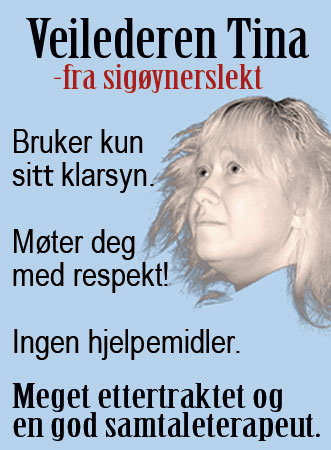 Veilederen Tina
-fra sigøynerslekt
Bruker kun
sitt klarsyn.
Møter deg
med respekt!
Ingen hjelpemidler.
Meget ettertraktet og
en god samtaleterapeut.